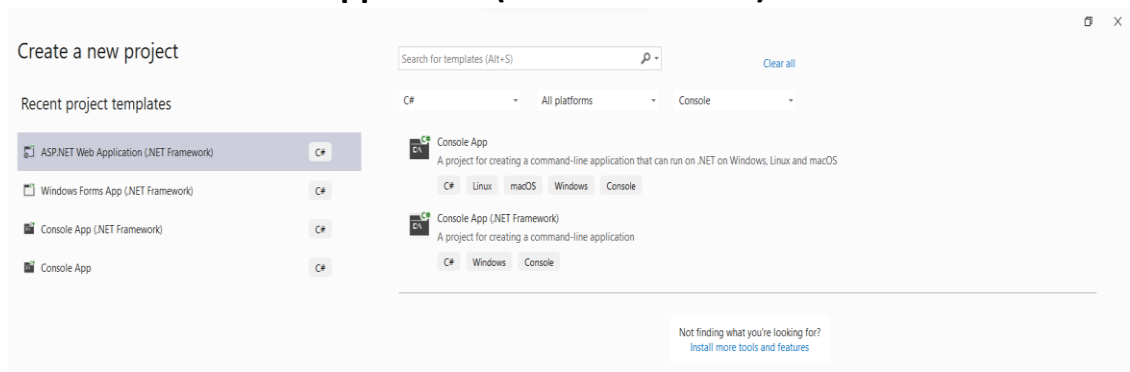 Create a new project
Recent project templates
ASP.NET Web Application (.NET Framework) C#
Windows Forms App (.NET Framework) C#
Console App (.NET Framework) C#
Console App C#
Search for templates (Alt+S)
Clear all
C# All platforms Console
Console App
A project for creating a command-line application that can run on .NET on Windows, Linux and macOS
C# Linux macOS Windows Console
Console App (.NET Framework)
A project for creating a command-line application
C# Windows Console
Not finding what you're looking for?
Install more tools and features